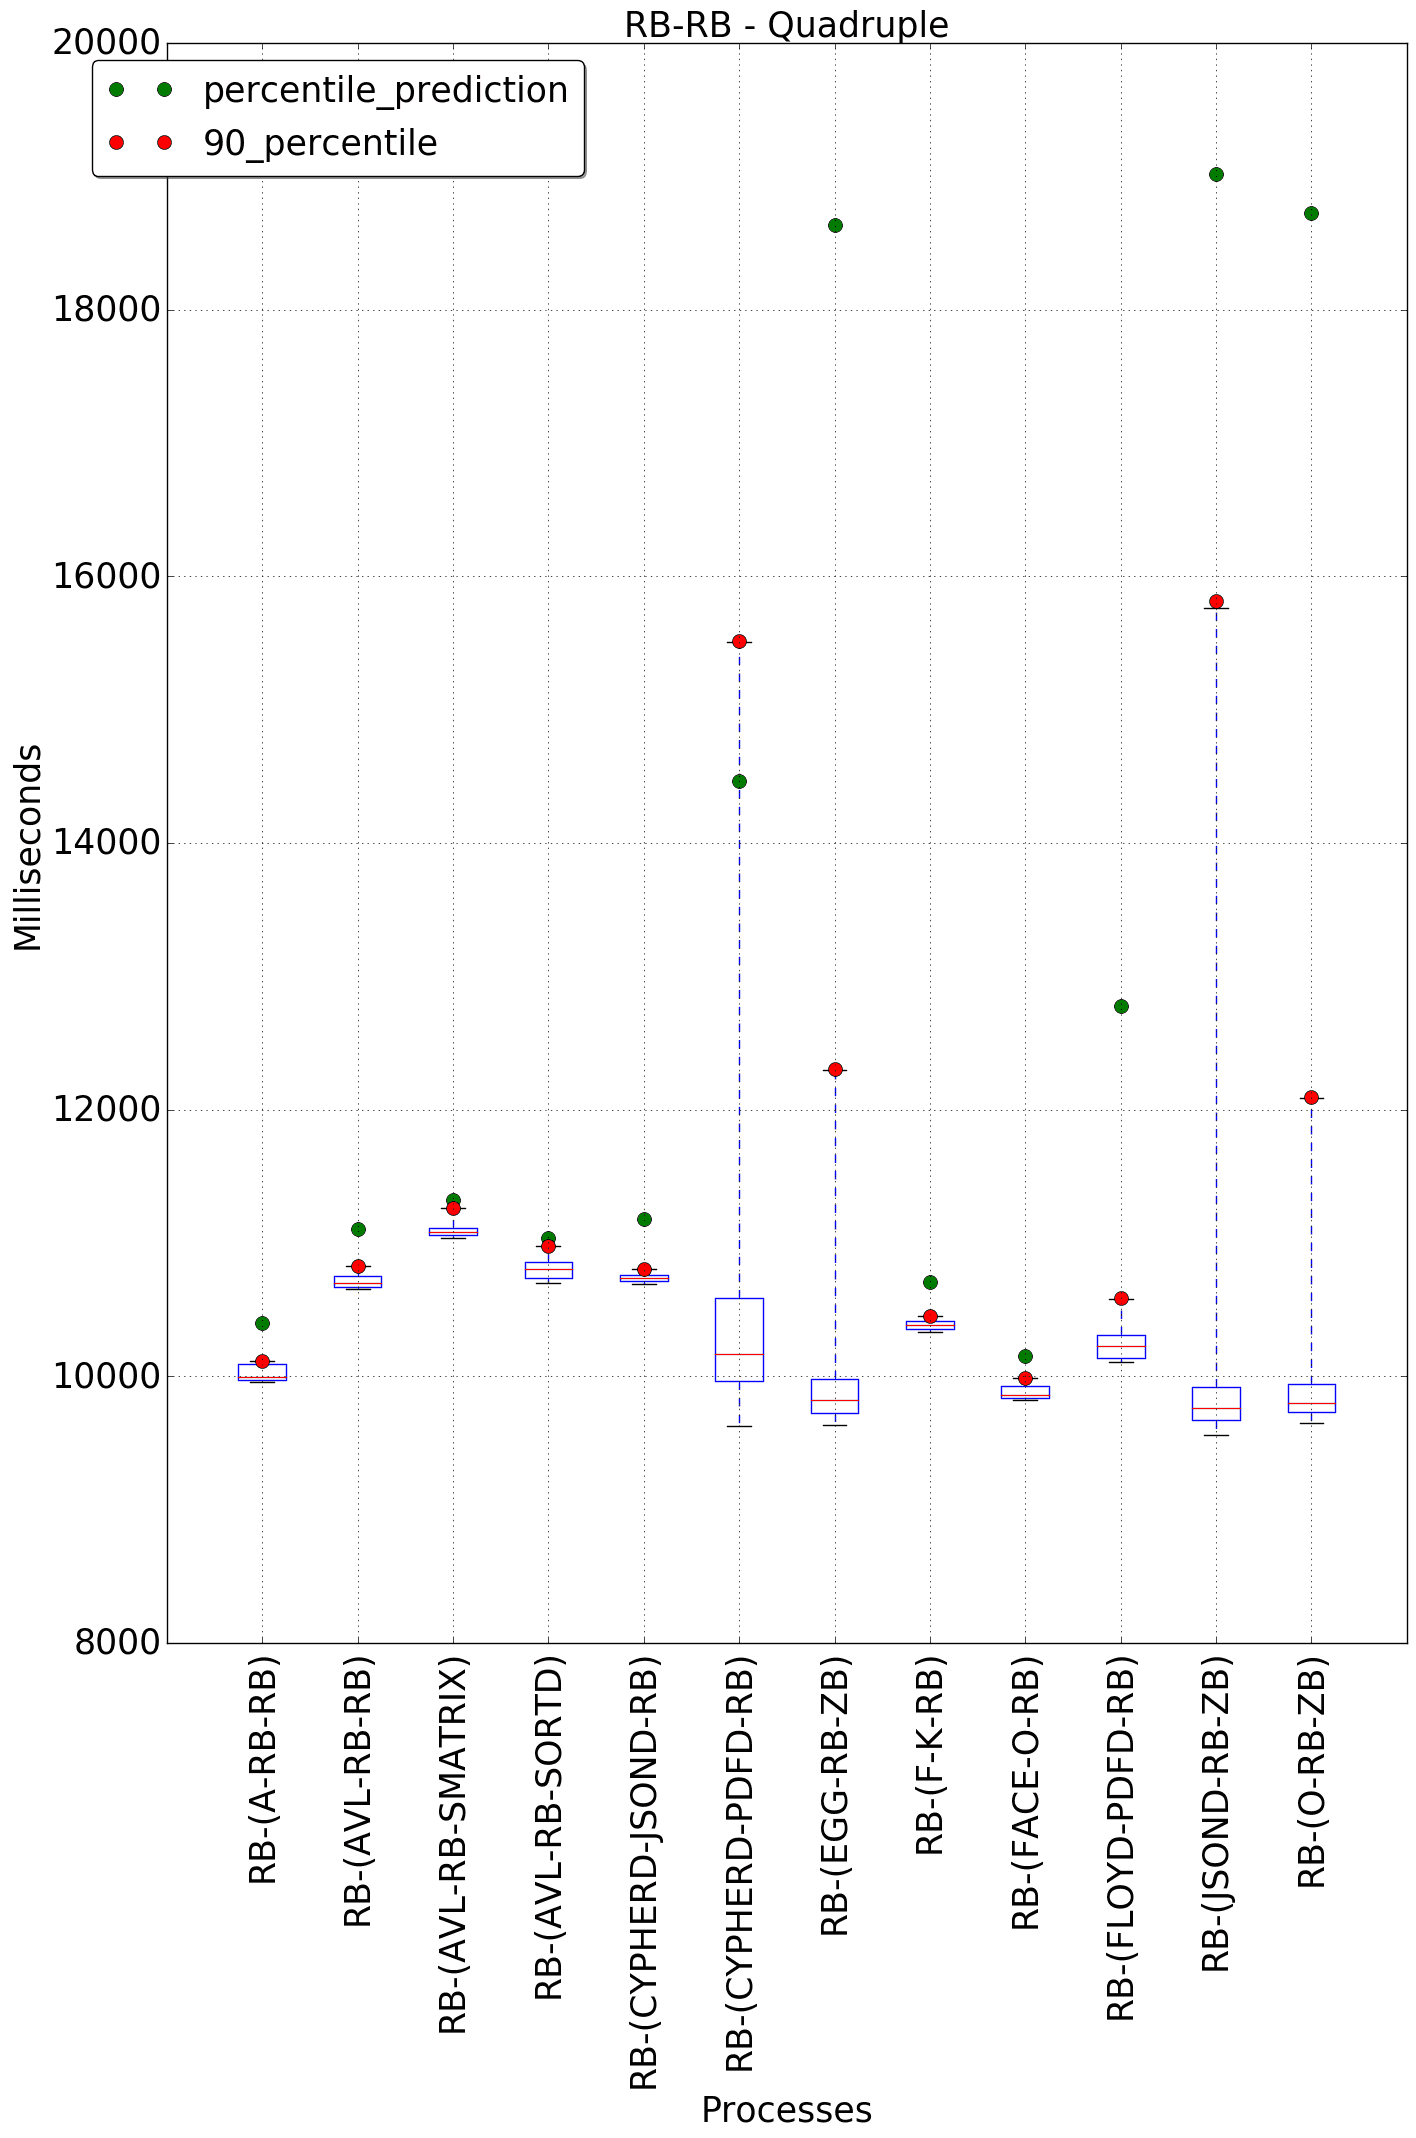 RB-RB - Quadruple
percentile_prediction
90_percentile
20000
18000
16000
14000
12000
10000
8000
Milliseconds
RB-(A-RB-RB)
RB-(AVL-RB-RB)
RB-(AVL-RB-SMATRIX)
RB-(AVL-RB-SORTD)
RB-(CYPHERD-JSOND-RB)
RB-(CYPHERD-PDFD-RB)
RB-(EGG-RB-ZB)
RB-(F-K-RB)
RB-(FACE-O-RB)
RB-(FLOYD-PDFD-RB)
RB-(JSOND-RB-ZB)
RB-(O-RB-ZB)
Processes